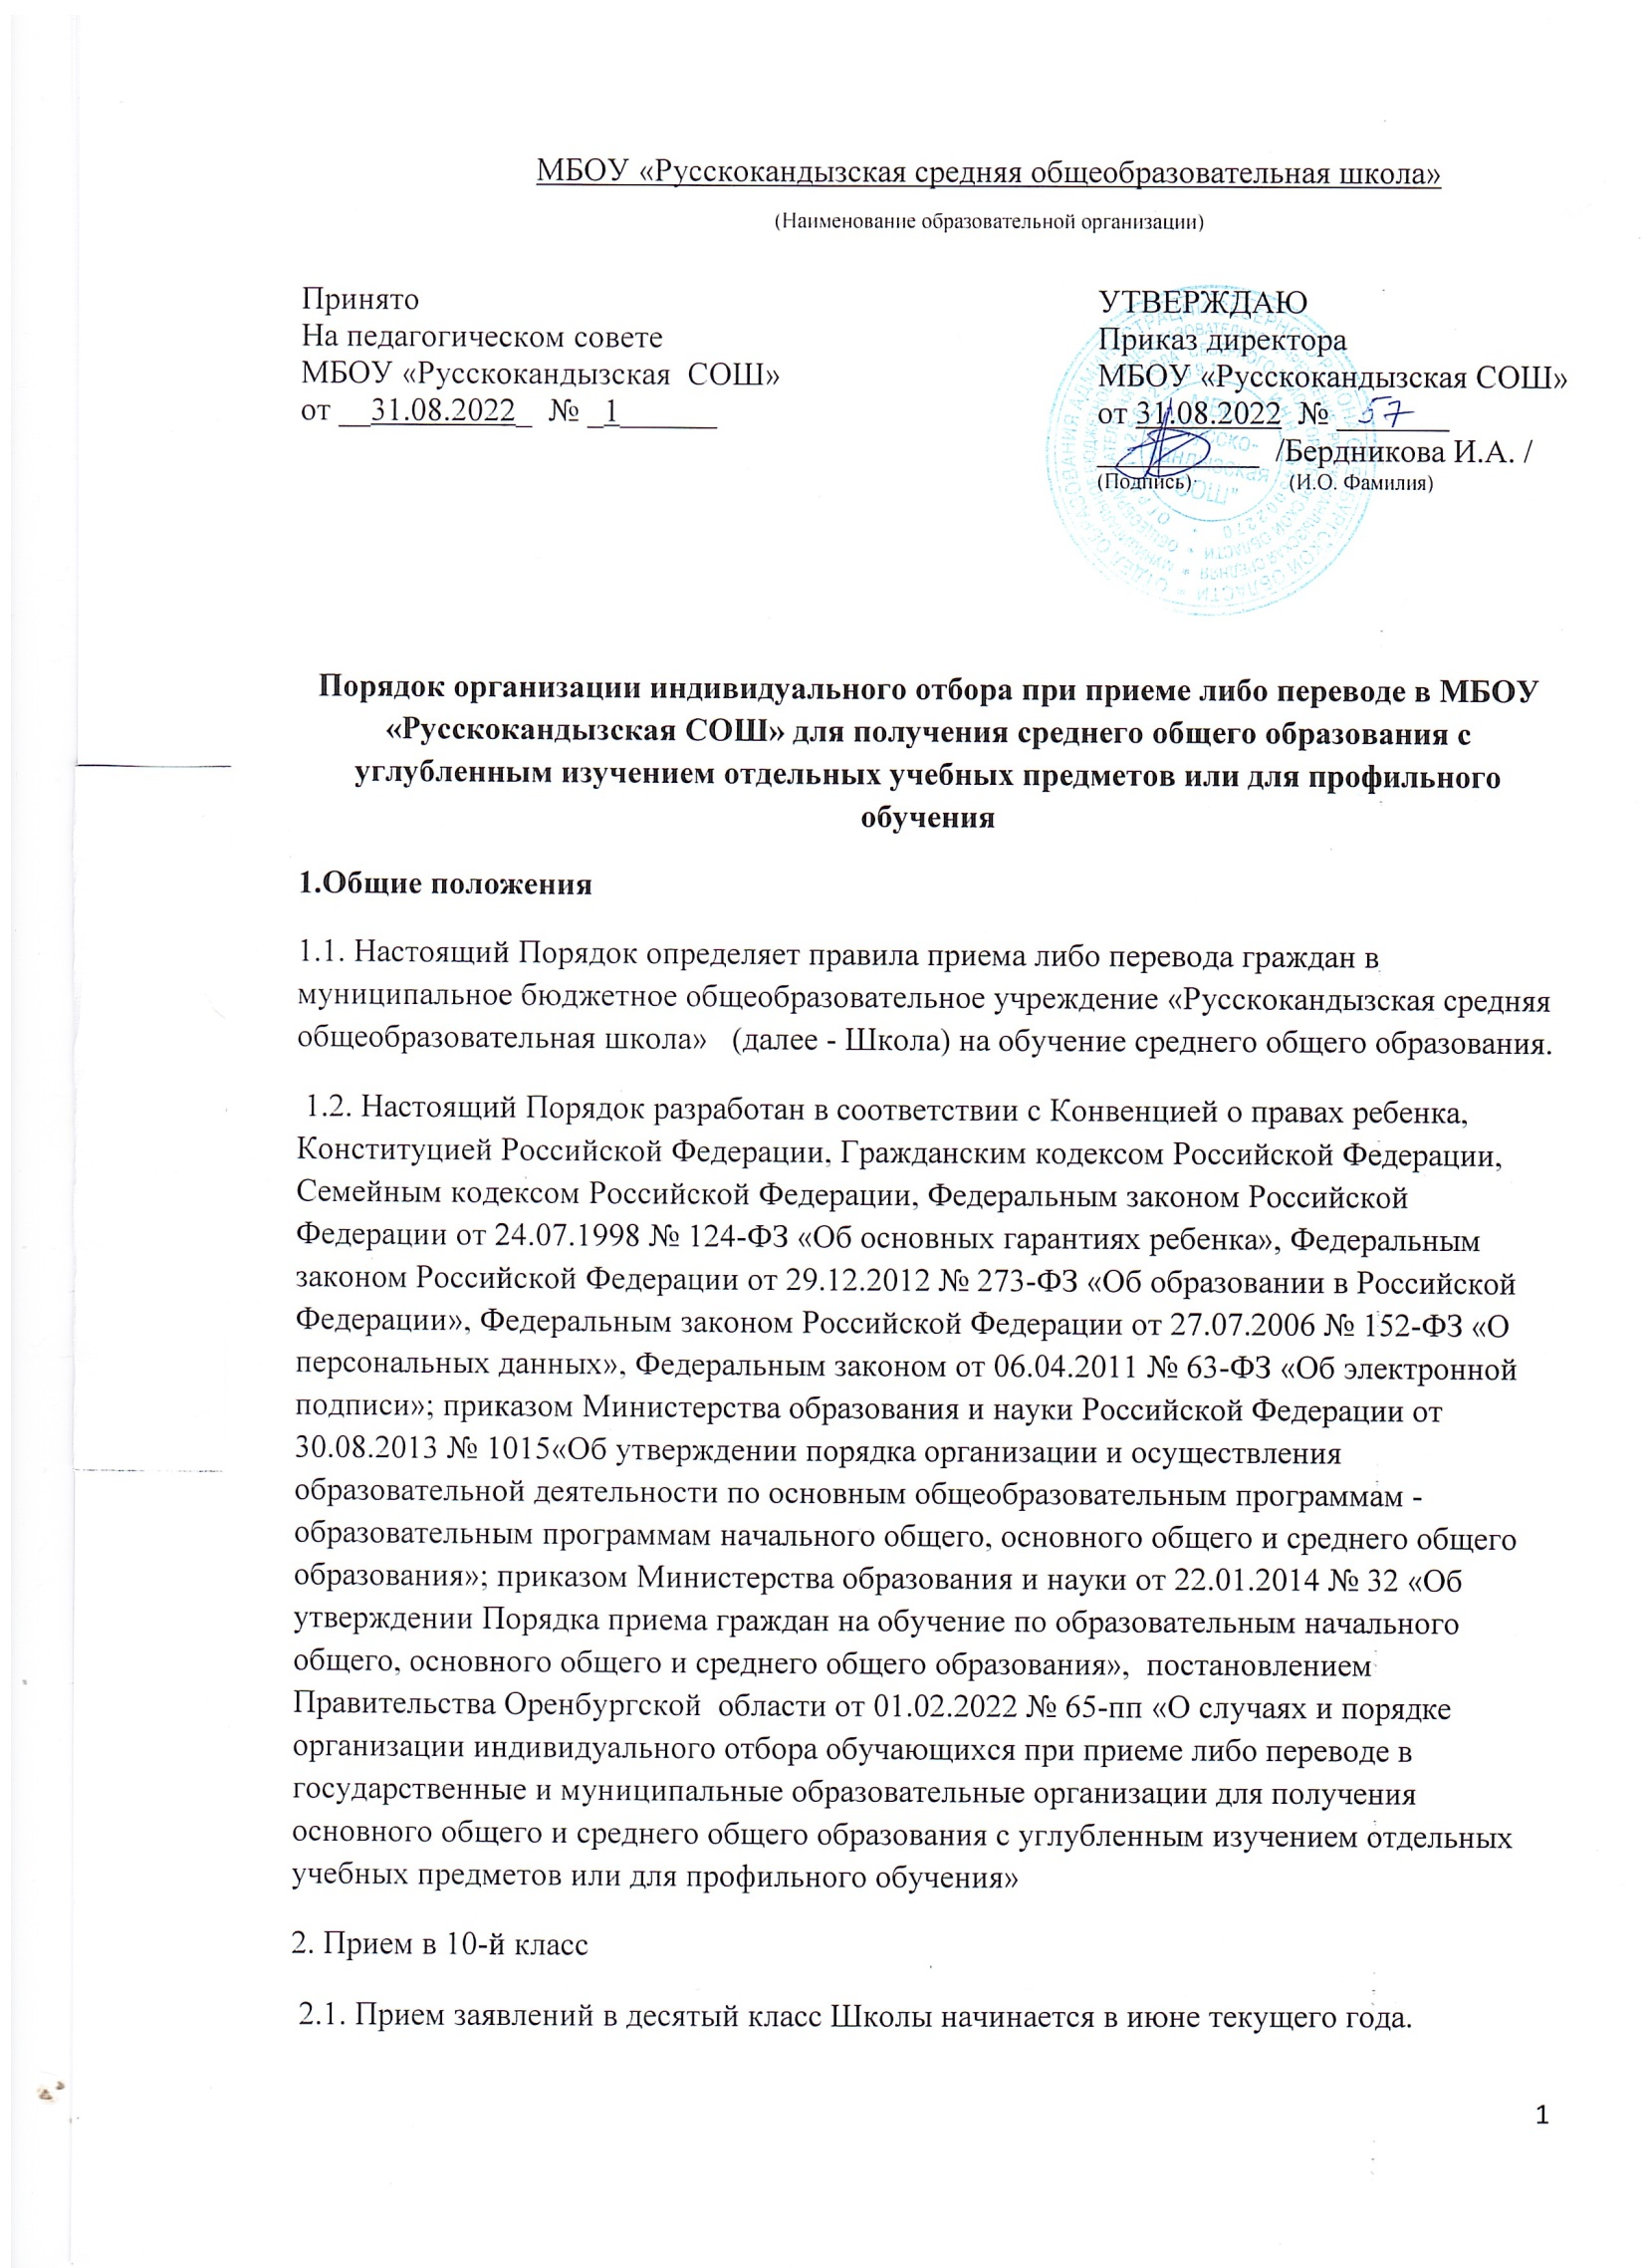 МБОУ «Русскокандызская средняя общеобразовательная школа»
(Наименование образовательной организации)
Принято
На педагогическом совете
МБОУ «Русскокандызская СОШ»
от __31.08.2022_ № _1______
УТВЕРЖДАЮ
Приказ директора
МБОУ «Русскокандызская СОШ»
от 31.08.2022 № 57
__________ /Бердникова И.А. /
(Подпись) (И.О. Фамилия)
Порядок организации индивидуального отбора при приеме либо переводе в МБОУ
«Русскокандызская СОШ» для получения среднего общего образования с
углубленным изучением отдельных учебных предметов или для профильного
обучения
1.Общие положения
1.1. Настоящий Порядок определяет правила приема либо перевода граждан в
муниципальное бюджетное общеобразовательное учреждение «Русскокандызская средняя
общеобразовательная школа» (далее - Школа) на обучение среднего общего образования.
1.2. Настоящий Порядок разработан в соответствии с Конвенцией о правах ребенка,
Конституцией Российской Федерации, Гражданским кодексом Российской Федерации,
Семейным кодексом Российской Федерации, Федеральным законом Российской
Федерации от 24.07.1998 № 124-ФЗ «Об основных гарантиях ребенка», Федеральным
законом Российской Федерации от 29.12.2012 № 273-ФЗ «Об образовании в Российской
Федерации», Федеральным законом Российской Федерации от 27.07.2006 № 152-ФЗ «О
персональных данных», Федеральным законом от 06.04.2011 № 63-ФЗ «Об электронной
подписи»; приказом Министерства образования и науки Российской Федерации от
30.08.2013 № 1015«Об утверждении порядка организации и осуществления
образовательной деятельности по основным общеобразовательным программам -
образовательным программам начального общего, основного общего и среднего общего
образования»; приказом Министерства образования и науки от 22.01.2014 № 32 «Об
утверждении Порядка приема граждан на обучение по образовательным начального
общего, основного общего и среднего общего образования», постановлением
Правительства Оренбургской области от 01.02.2022 № 65-пп «О случаях и порядке
организации индивидуального отбора обучающихся при приеме либо переводе в
государственные и муниципальные образовательные организации для получения
основного общего и среднего общего образования с углубленным изучением отдельных
учебных предметов или для профильного обучения»
2. Прием в 10-й класс
2.1. Прием заявлений в десятый класс Школы начинается в июне текущего года.
1